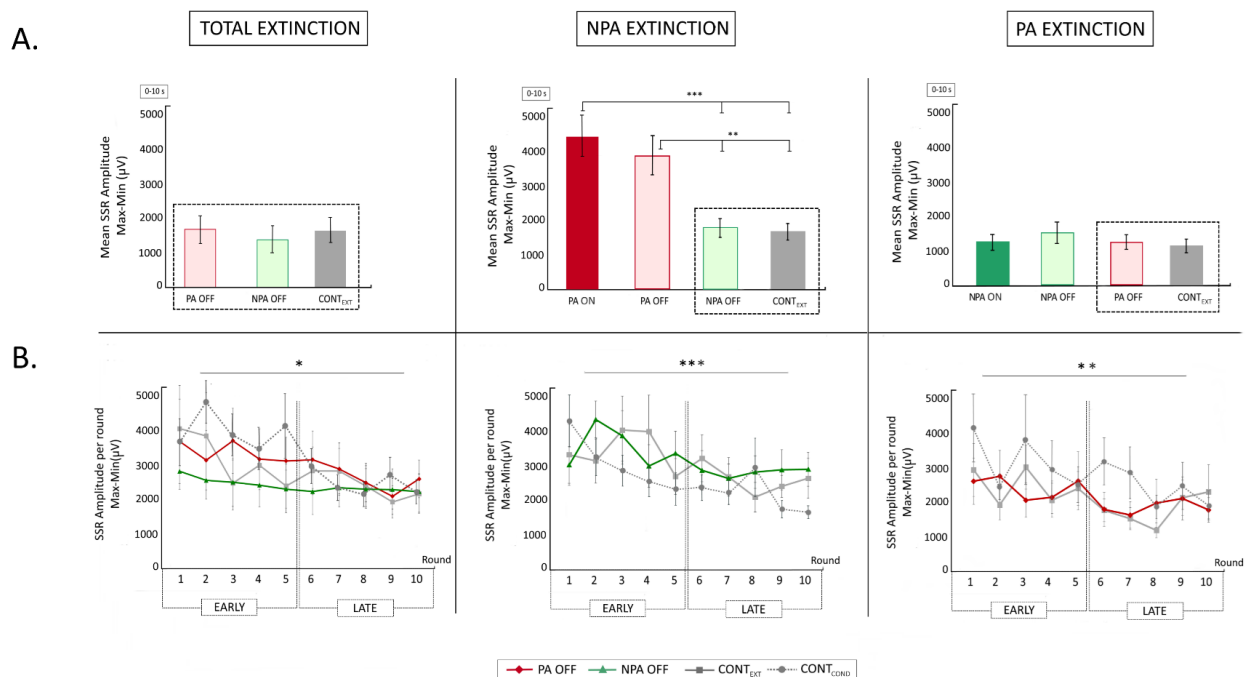 A.
TOTAL EXTINCTION
NPA EXTINCTION
PA EXTINCTION
0-10 s
Mean SSR Amplitude
Max-Min (µV)
5000
4000
3000
2000
1000
0
PA OFF
NPA OFF
CONT_EXT
0-10 s
Mean SSR Amplitude
Max-Min (µV)
5000
4000
3000
2000
1000
0
***
**
PA ON
PA OFF
NPA OFF
CONT_EXT
0-10 s
Mean SSR Amplitude
Max-Min (µV)
5000
4000
3000
2000
1000
0
NPA ON
NPA OFF
PA OFF
CONT_EXT
B.
SSR Amplitude per round
Max-Min(µV)
5000
4000
3000
2000
1000
0
*
Round
1 2 3 4 5 6 7 8 9 10
EARLY
LATE
SSR Amplitude per round
Max-Min(µV)
5000
4000
3000
2000
1000
0
***
Round
1 2 3 4 5 6 7 8 9 10
EARLY
LATE
SSR Amplitude per round
Max-Min(µV)
5000
4000
3000
2000
1000
0
**
Round
1 2 3 4 5 6 7 8 9 10
EARLY
LATE
PA OFF NPA OFF CONT_EXT CONT_COND